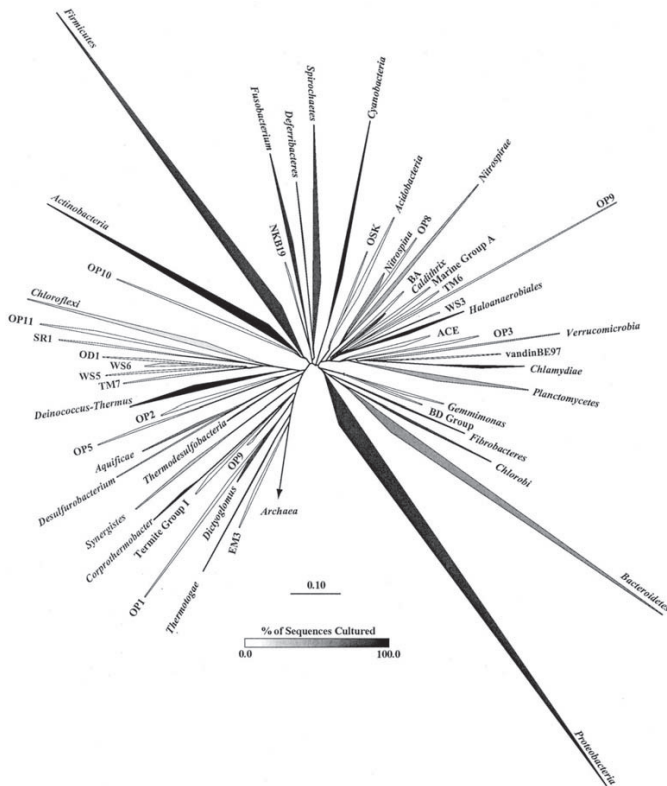 Firmicutes
Fusobacterium
Deferribacteres
Spirochaetes
Cyanobacteria
Acidobacteria
Nitrospirae
OP9
Actinobacteria
NKB19
OSK
Nitrospina
OP8
BA
Caldithrix
Marine Group A
TM6
OP10
WS3
Haloanaerobiales
Chloroflexi
OP11
SR1
ACE
OP3
Verrucomicrobia
OD1
WS6
WS5
TM7
vandinBE97
Chlamydiae
Deinococcus-Thermus
Planctomycetes
OP2
OP5
Gemmimonas
BD Group
Fibrobacteres
Chlorobi
Aquificae
Thermodesulfobacteria
Desulfurobacterium
OP9
Synergistes
Corprothermobacter
Termite Group I
Dictyoglomus
EM3
Archaea
OP1
Thermotogae
Bacteroidetes
0.10
% of Sequences Cultured
0.0 100.0
Proteobacteria